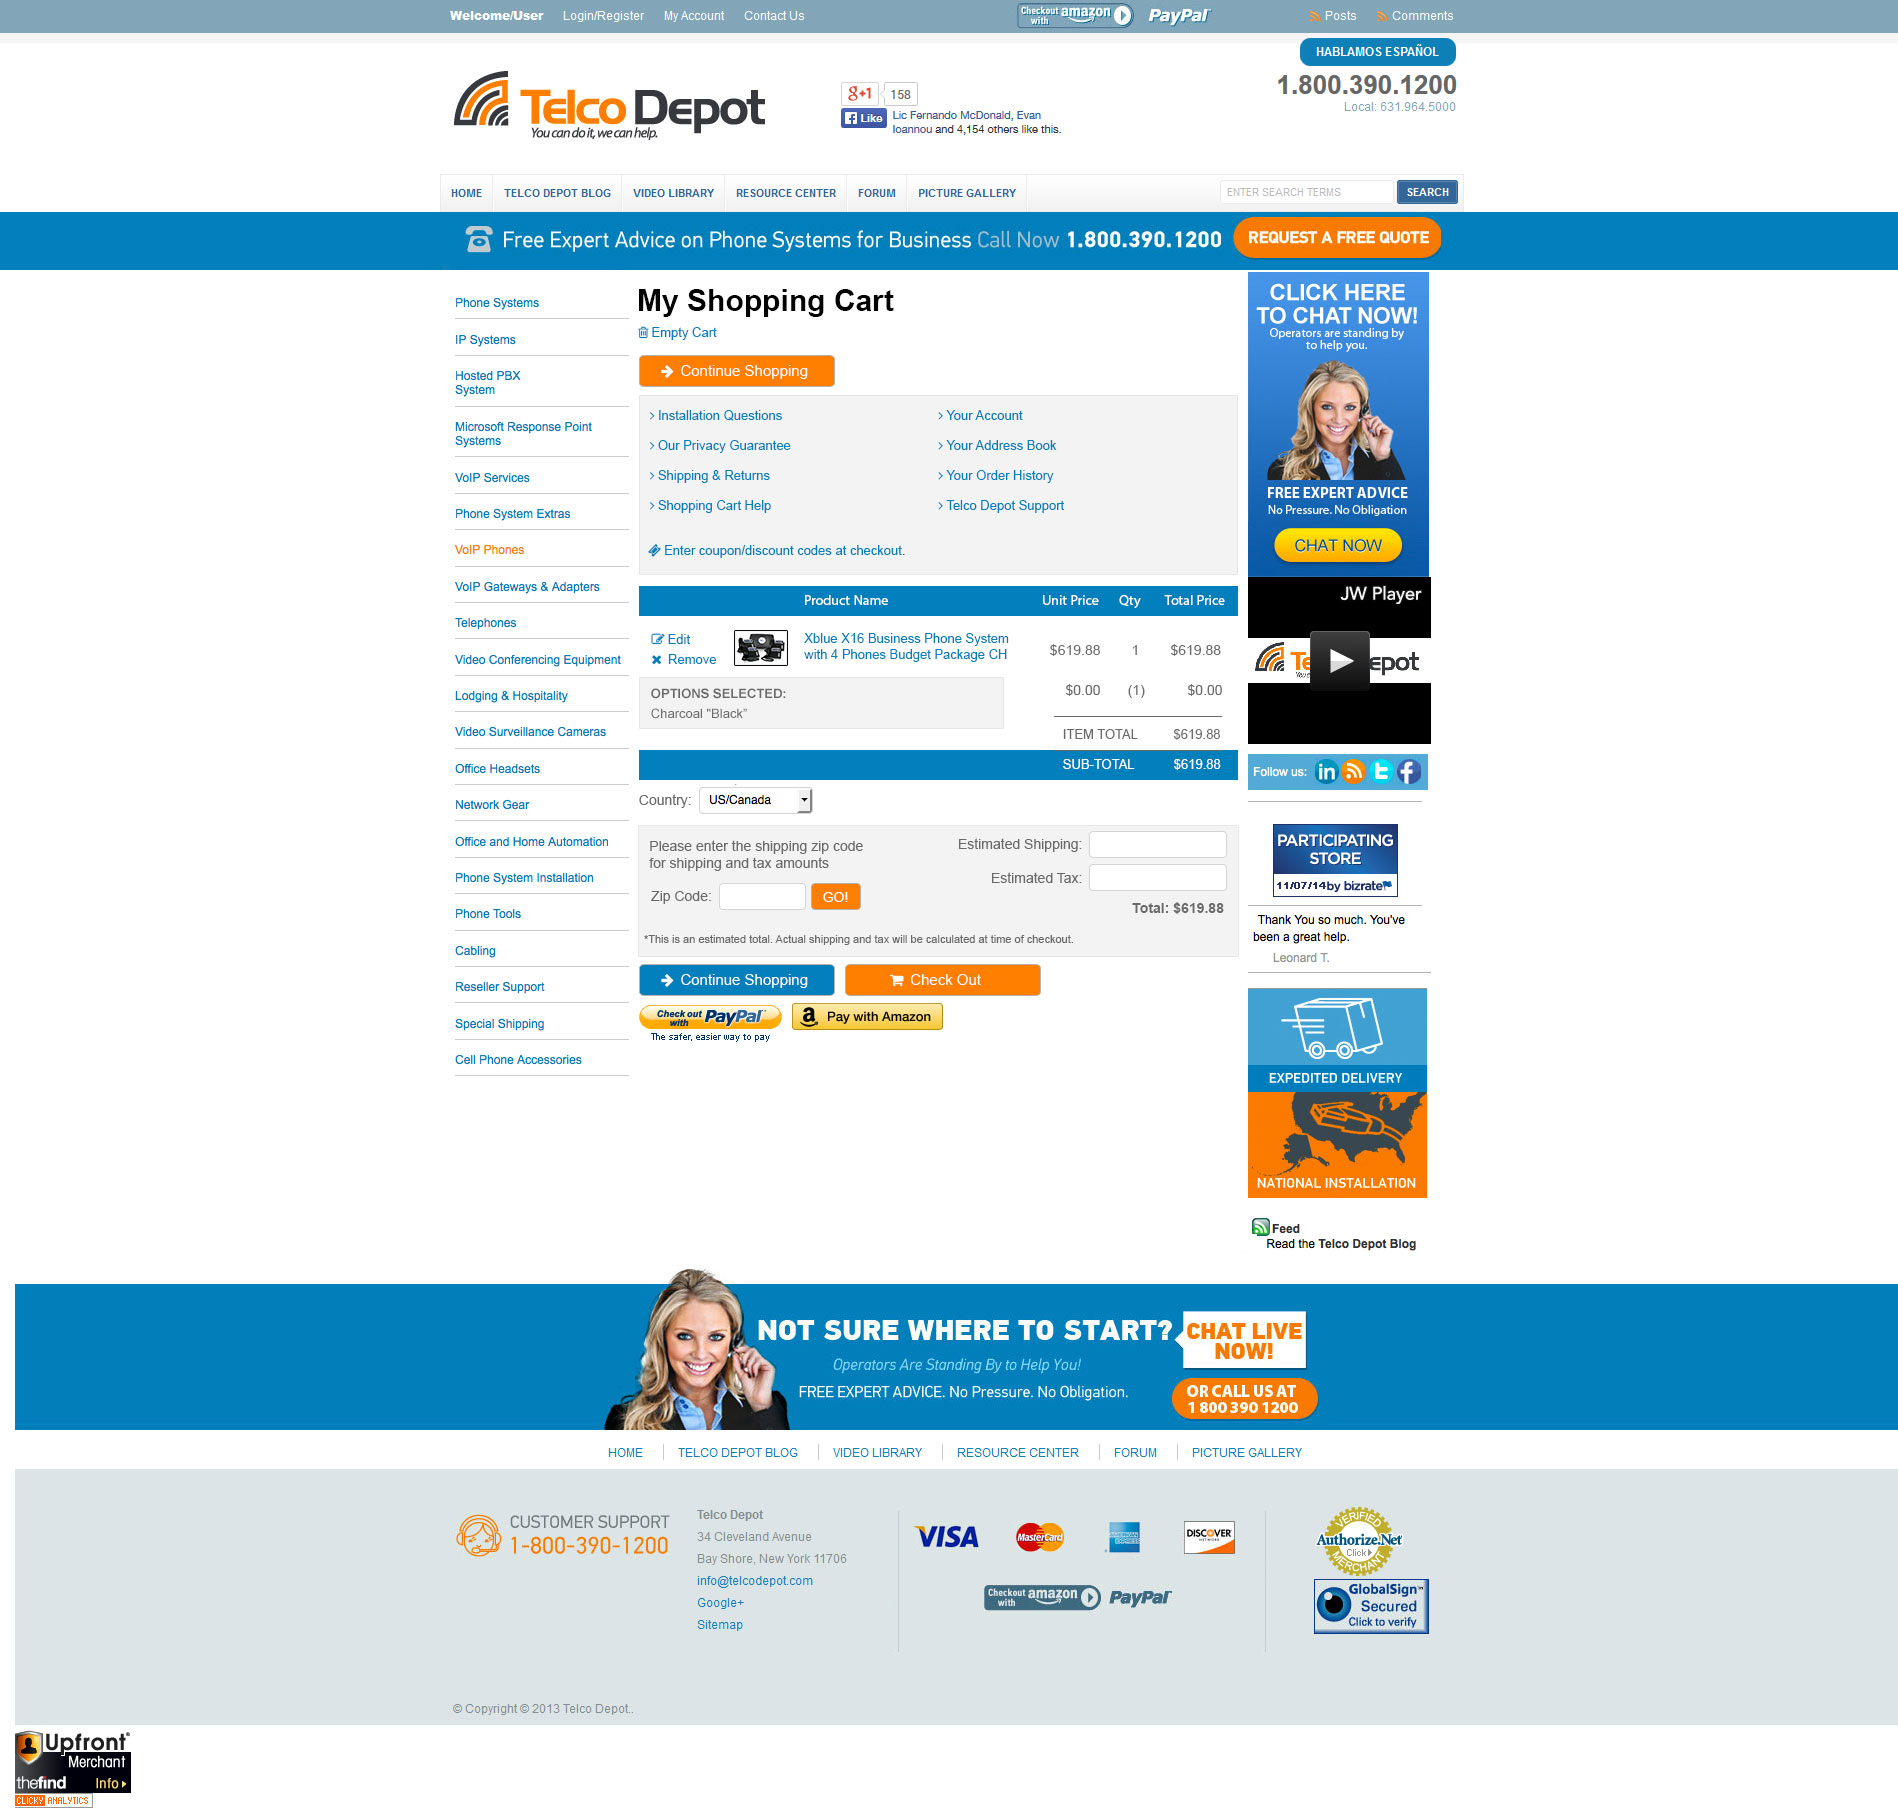 Welcome/User Login/Register My Account Contact Us Checkout with amazon PayPal Posts Comments
HABLAMOS ESPAÑOL
1.800.390.1200
Local: 631.964.5000
Telco Depot
You can do it, we can help.
g+1 158
Like Lic Fernando McDonald, Evan
Ioannou and 4,154 others like this.
HOME TELCO DEPOT BLOG VIDEO LIBRARY RESOURCE CENTER FORUM PICTURE GALLERY ENTER SEARCH TERMS SEARCH
Free Expert Advice on Phone Systems for Business Call Now 1.800.390.1200 REQUEST A FREE QUOTE
Phone Systems
IP Systems
Hosted PBX
System
Microsoft Response Point
Systems
VoIP Services
Phone System Extras
VoIP Phones
VoIP Gateways & Adapters
Telephones
Video Conferencing Equipment
Lodging & Hospitality
Video Surveillance Cameras
Office Headsets
Network Gear
Office and Home Automation
Phone System Installation
Phone Tools
Cabling
Reseller Support
Special Shipping
Cell Phone Accessories
My Shopping Cart
Empty Cart
Continue Shopping
Installation Questions Your Account
Our Privacy Guarantee Your Address Book
Shipping & Returns Your Order History
Shopping Cart Help Telco Depot Support
Enter coupon/discount codes at checkout.
Product Name Unit Price Qty Total Price
Edit
Remove
Xblue X16 Business Phone System
with 4 Phones Budget Package CH
$619.88 1 $619.88
OPTIONS SELECTED:
Charcoal "Black”
$0.00 (1) $0.00
ITEM TOTAL $619.88
SUB-TOTAL $619.88
Country: US/Canada
Please enter the shipping zip code
for shipping and tax amounts
Zip Code: GO!
Estimated Shipping:
Estimated Tax:
Total: $619.88
*This is an estimated total. Actual shipping and tax will be calculated at time of checkout.
Continue Shopping Check Out
Check out with PayPal
The safer, easier way to pay
a Pay with Amazon
CLICK HERE
TO CHAT NOW!
Operators are standing by
to help you.
FREE EXPERT ADVICE
No Pressure. No Obligation
CHAT NOW
JW Player
Te epot
Follow us: in t f
PARTICIPATING
STORE
11/07/14 by bizrate
Thank You so much. You've
been a great help.
Leonard T.
EXPEDITED DELIVERY
NATIONAL INSTALLATION
Feed
Read the Telco Depot Blog
NOT SURE WHERE TO START?
Operators Are Standing By to Help You!
FREE EXPERT ADVICE. No Pressure. No Obligation.
CHAT LIVE
NOW!
OR CALL US AT
1 800 390 1200
HOME TELCO DEPOT BLOG VIDEO LIBRARY RESOURCE CENTER FORUM PICTURE GALLERY
CUSTOMER SUPPORT
1-800-390-1200
Telco Depot
34 Cleveland Avenue
Bay Shore, New York 11706
info@telcodepot.com
Google+
Sitemap
VISA MasterCard AMERICAN EXPRESS DISCOVER
NETWORK
Checkout with amazon PayPal
VERIFIED
Authorize.Net
Click
MERCHANT
GlobalSign
Secured
Click to verify
© Copyright © 2013 Telco Depot..
Upfront
Merchant
thefind Info
CLICKY ANALYTICS